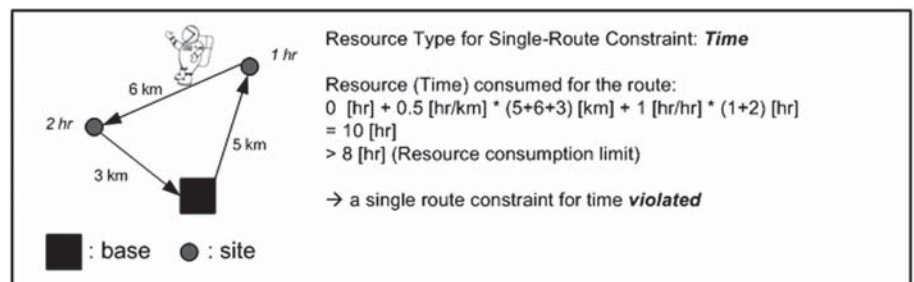 Resource Type for Single-Route Constraint: Time
1 hr
6 km
Resource (Time) consumed for the route:
0 [hr] + 0.5 [hr/km] * (5+6+3) [km] + 1 [hr/hr] * (1+2) [hr]
= 10 [hr]
> 8 [hr] (Resource consumption limit)
2 hr
5 km
3 km
→ a single route constraint for time violated
: base
: site